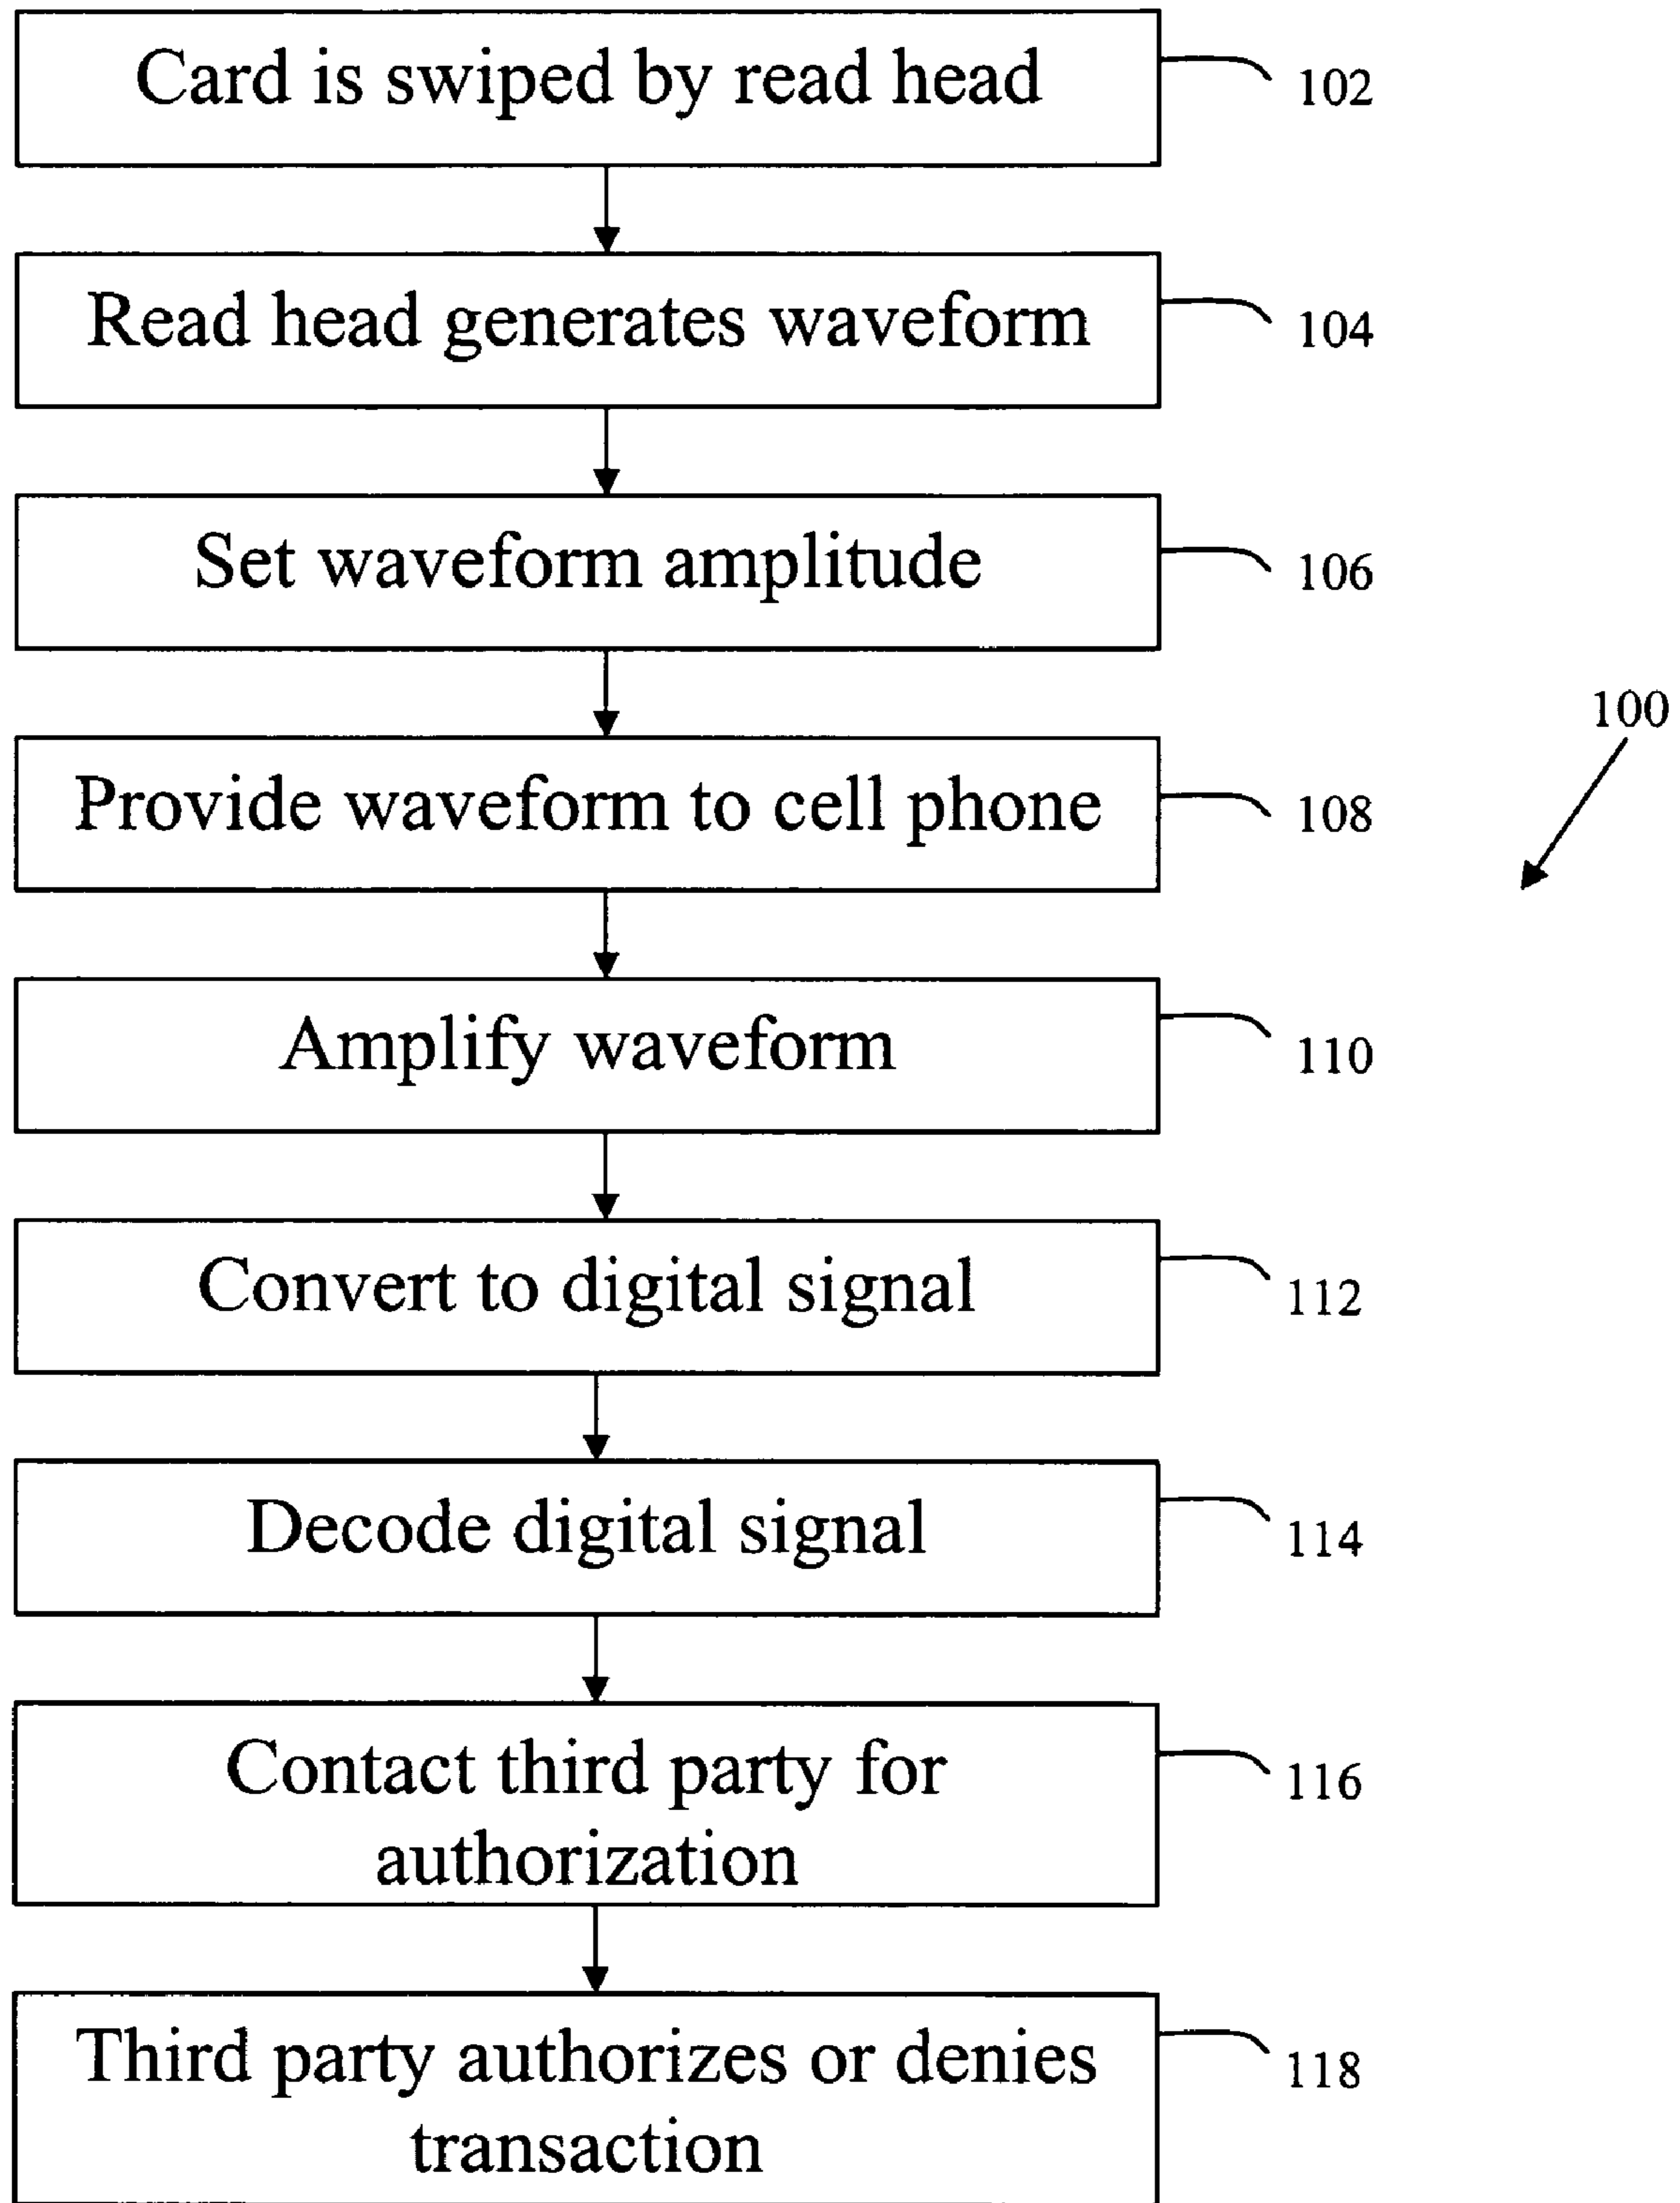 Card is swiped by read head
102
Read head generates waveform
104
Set waveform amplitude
106
100
Provide waveform to cell phone
108
Amplify waveform
110
Convert to digital signal
112
Decode digital signal
114
Contact third party for
authorization
116
Third party authorizes or denies
transaction
118